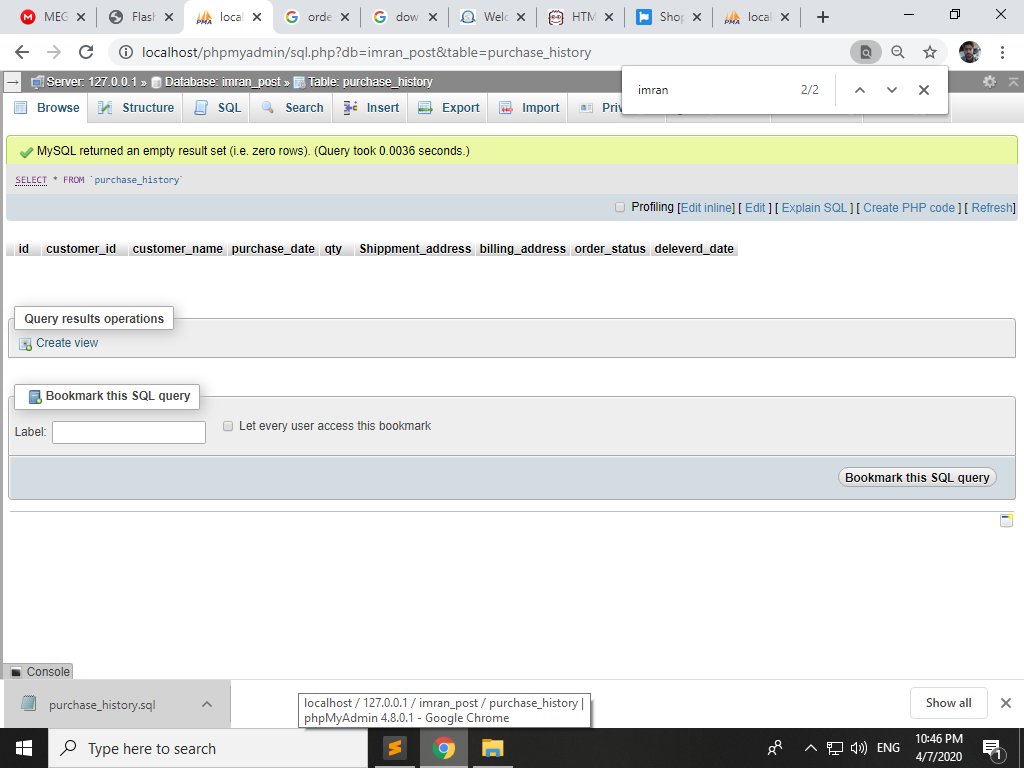 MEG
Flash
local
orde
dow
Welc
HTM
Shop
local
localhost/phpmyadmin/sql.php?db=imran_post&table=purchase_history
Server: 127.0.0.1 » Database: imran_post » Table: purchase_history
imran 2/2
Browse Structure SQL Search Insert Export Import Priv
MySQL returned an empty result set (i.e. zero rows). (Query took 0.0036 seconds.)
SELECT * FROM `purchase_history`
Profiling [Edit inline] [ Edit ] [ Explain SQL ] [ Create PHP code ] [ Refresh]
id customer_id customer_name purchase_date qty Shippment_address billing_address order_status deleverd_date
Query results operations
Create view
Bookmark this SQL query
Label: Let every user access this bookmark
Bookmark this SQL query
Console
purchase_history.sql
localhost / 127.0.0.1 / imran_post / purchase_history |
phpMyAdmin 4.8.0.1 - Google Chrome
Show all
Type here to search
ENG
10:46 PM
4/7/2020
1